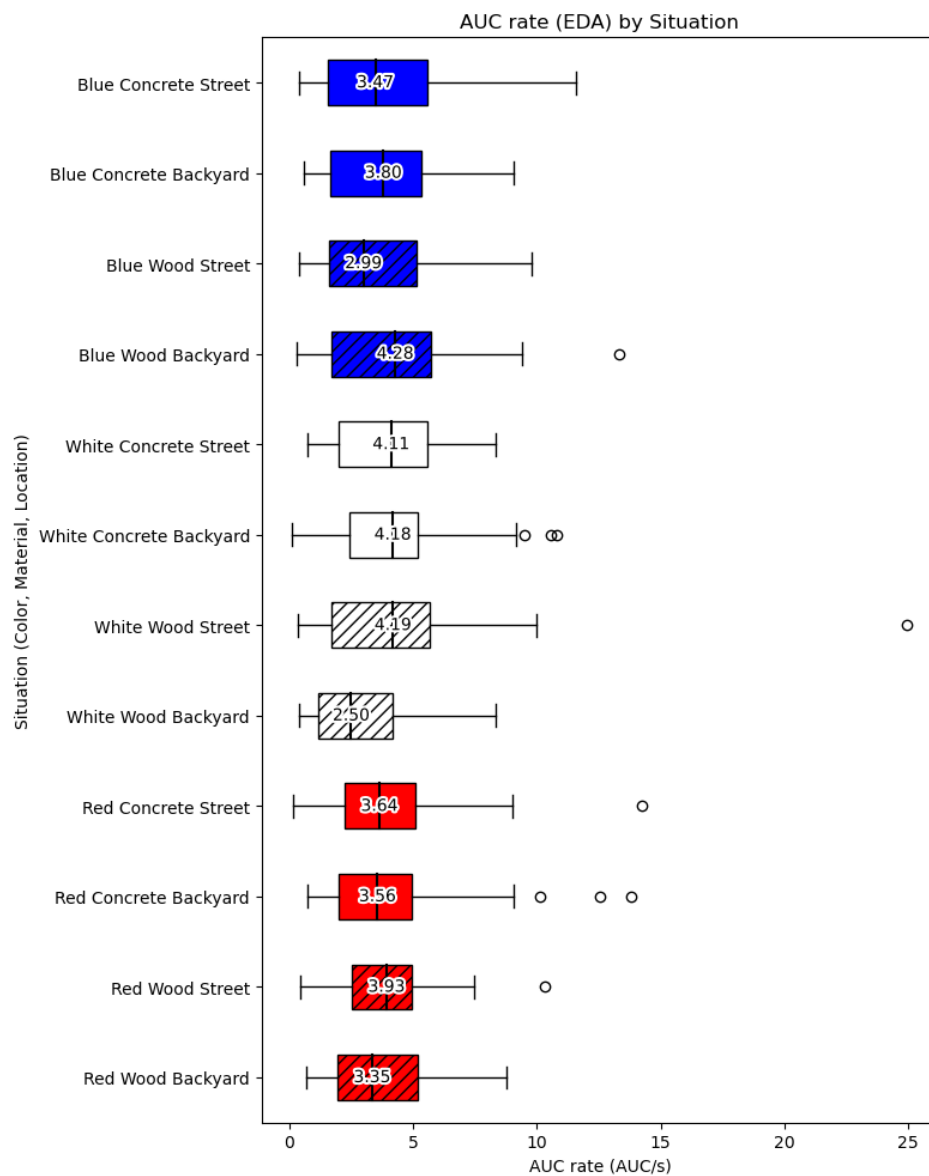 AUC rate (EDA) by Situation
Situation (Color, Material, Location)
Blue Concrete Street
3.47
Blue Concrete Backyard
3.80
Blue Wood Street
2.99
Blue Wood Backyard
4.28
White Concrete Street
4.11
White Concrete Backyard
4.18
White Wood Street
4.19
White Wood Backyard
2.50
Red Concrete Street
3.64
Red Concrete Backyard
3.56
Red Wood Street
3.93
Red Wood Backyard
3.35
0 5 10 15 20 25
AUC rate (AUC/s)